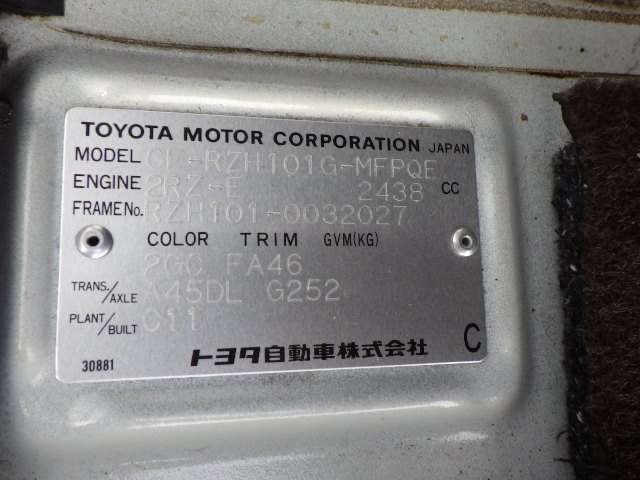 TOYOTA MOTOR CORPORATION JAPAN
MODEL -RZH101G-MFPQE
ENGINE 2RZ-E 2438 CC
FRAME No. RZH101-0032027
COLOR TRIM GVM(KG)
FA46
TRANS./AXLE A45DL G252
PLANT/BUILT C11
30881 トヨタ自動車株式会社 C